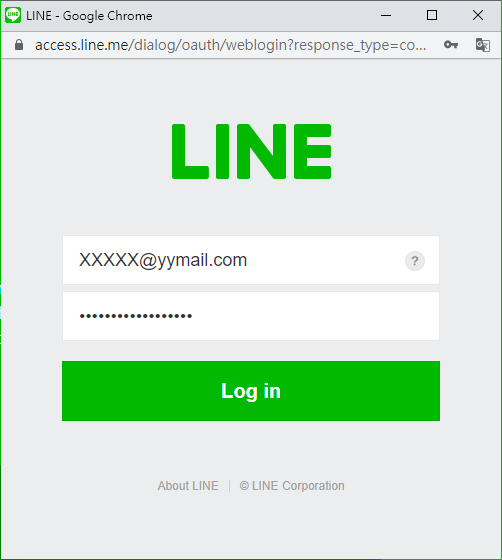 LINE - Google Chrome
access.line.me/dialog/oauth/weblogin?response_type=co...
LINE
XXXXX@yymail.com
?
••••••••••••••••••
Log in
About LINE | © LINE Corporation